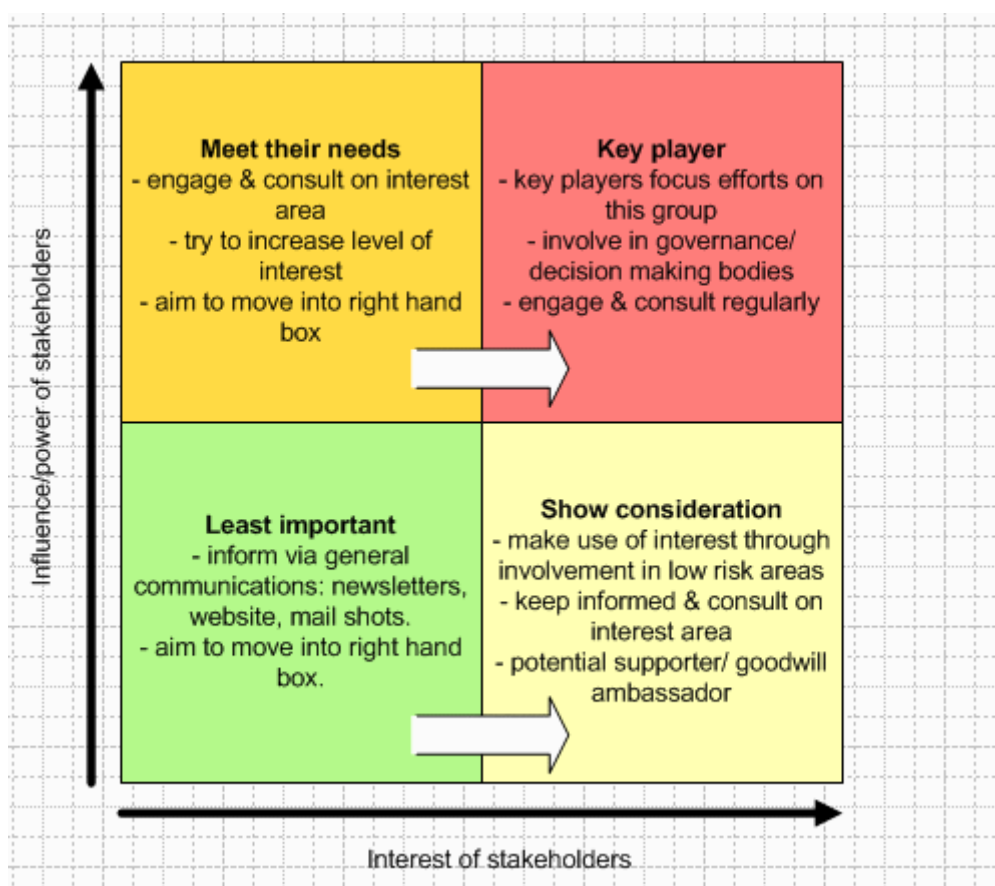 Influence/power of stakeholders
Meet their needs
- engage & consult on interest
area
- try to increase level of
interest
- aim to move into right hand
box
Key player
- key players focus efforts on
this group
- involve in governance/
decision making bodies
- engage & consult regularly
Least important
- inform via general
communications: newsletters,
website, mail shots.
- aim to move into right hand
box.
Show consideration
- make use of interest through
involvement in low risk areas
- keep informed & consult on
interest area
- potential supporter/ goodwill
ambassador
Interest of stakeholders